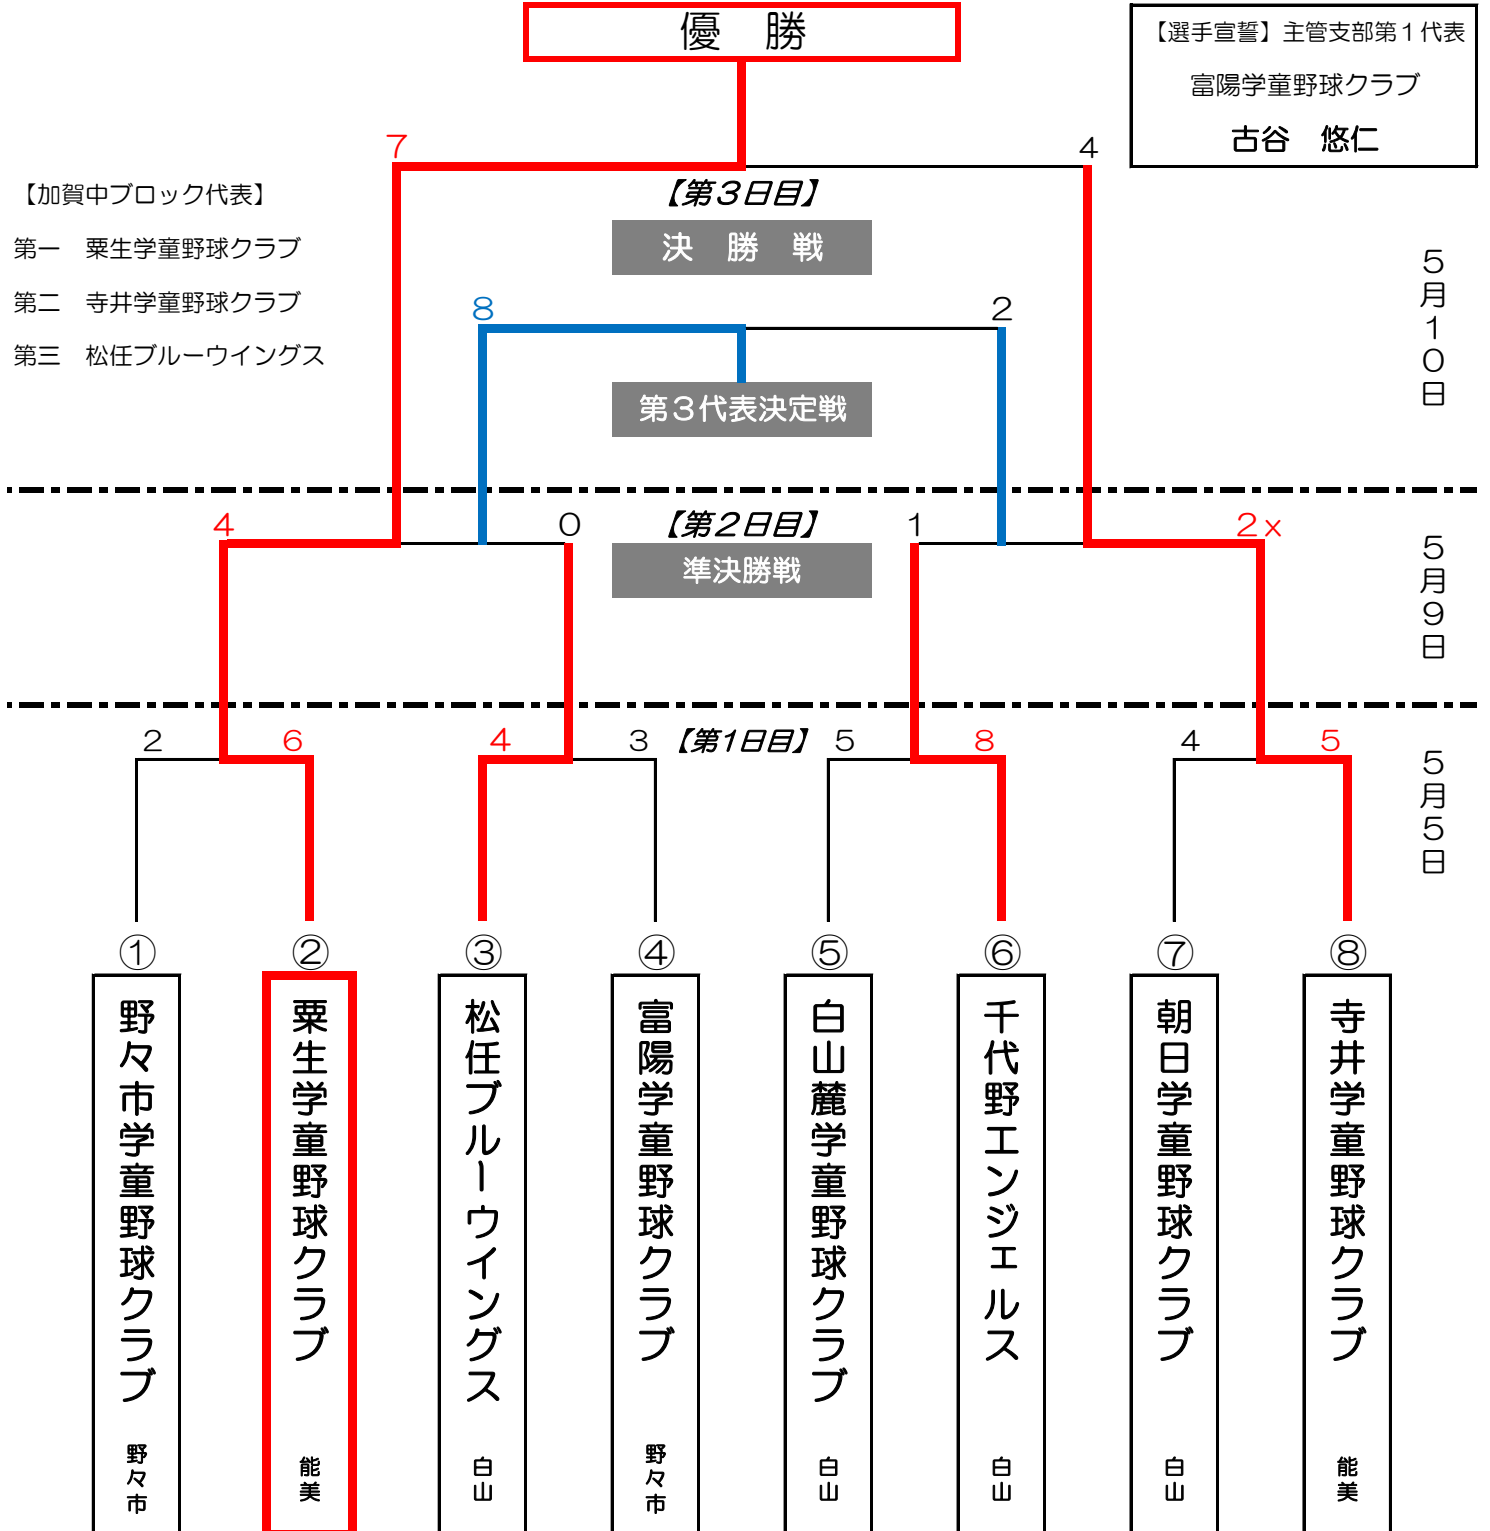 優　勝
【選手宣誓】主管支部第１代表
富陽学童野球クラブ
古谷　悠仁
7
4
【加賀中ブロック代表】
第一　粟生学童野球クラブ
第二　寺井学童野球クラブ
第三　松任ブルーウイングス
【第３日目】
決　勝　戦
５月１０日
8
2
第３代表決定戦
4
0
【第２日目】
1
2x
準決勝戦
５月９日
2
6
4
3
【第1日目】
5
8
4
5
５月５日
①
②
③
④
⑤
⑥
⑦
⑧
野々市学童野球クラブ
野々市
粟生学童野球クラブ
能美
松任ブルーウイングス
白山
富陽学童野球クラブ
野々市
白山麓学童野球クラブ
白山
千代野エンジェルス
白山
朝日学童野球クラブ
白山
寺井学童野球クラブ
能美